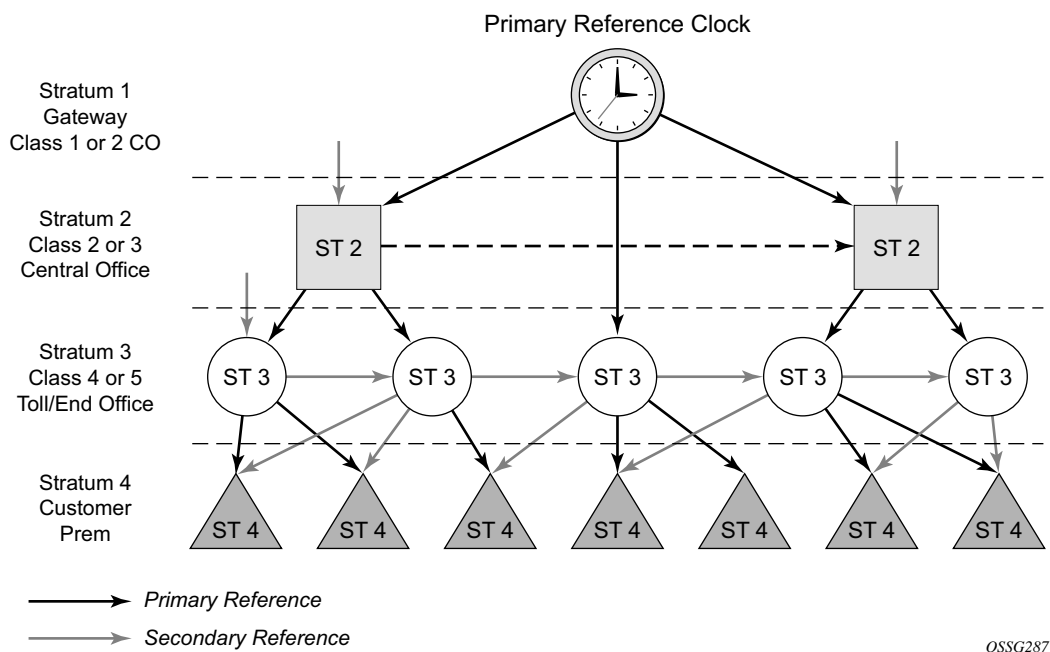 Primary Reference Clock
Stratum 1
Gateway
Class 1 or 2 CO
Stratum 2
Class 2 or 3
Central Office
ST 2
ST 2
Stratum 3
Class 4 or 5
Toll/End Office
ST 3
ST 3
ST 3
ST 3
ST 3
Stratum 4
Customer
Prem
ST 4
ST 4
ST 4
ST 4
ST 4
ST 4
ST 4
Primary Reference
Secondary Reference
OSSG287